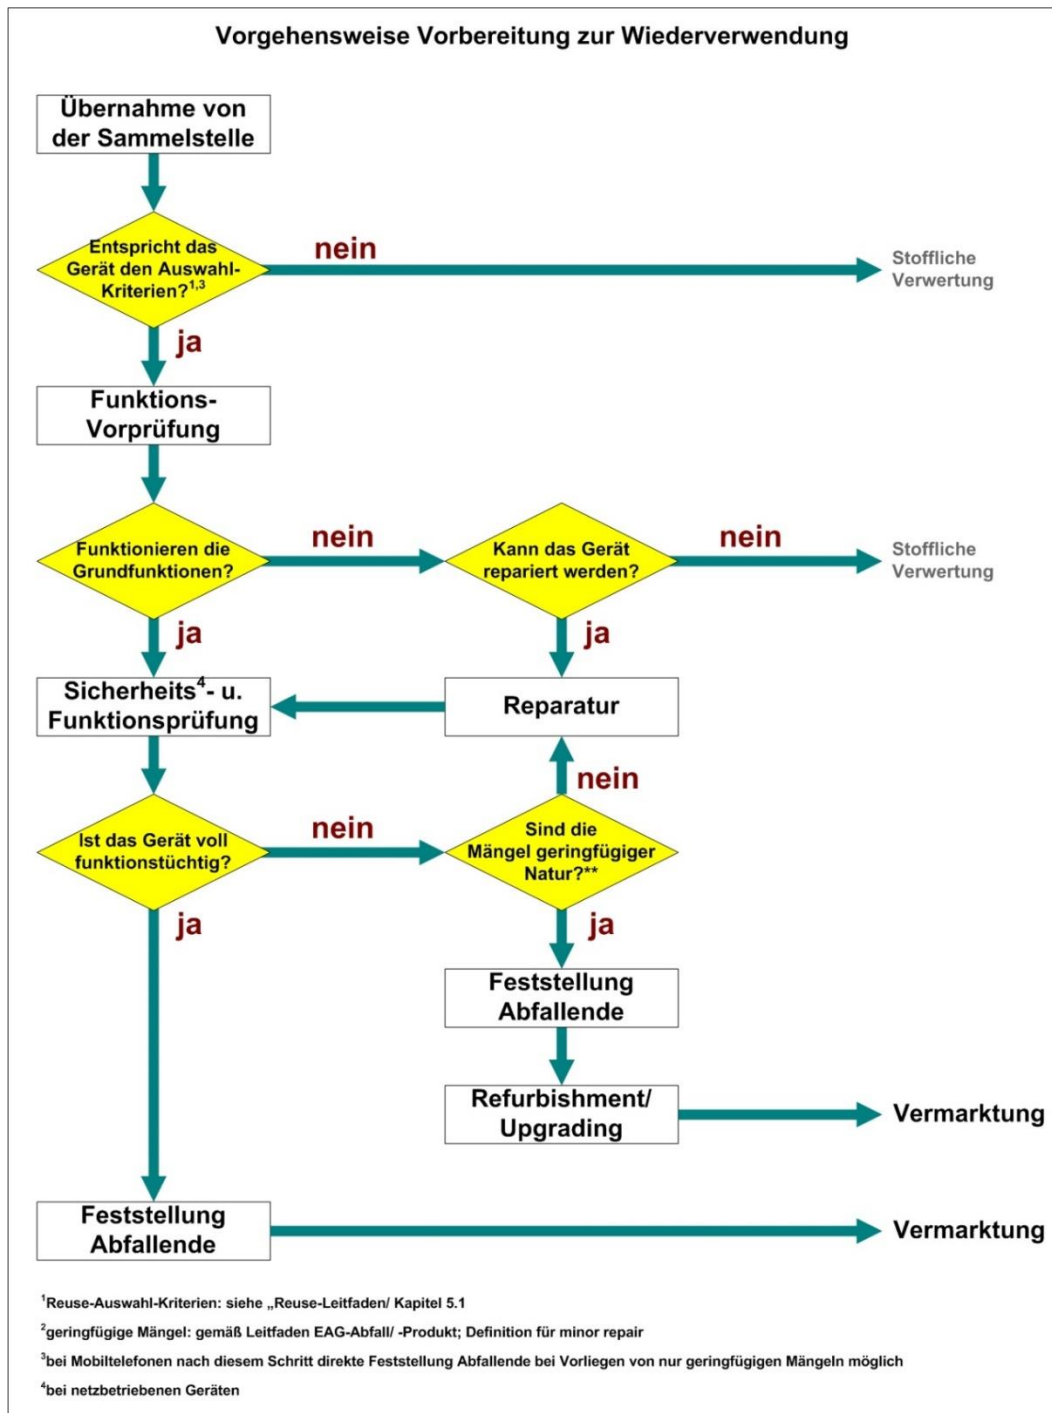 Vorgehensweise Vorbereitung zur Wiederverwendung
Übernahme von
der Sammelstelle
Entspricht das
Gerät den Auswahl-
Kriterien?1,3
nein
Stoffliche
Verwertung
ja
Funktions-
Vorprüfung
Funktionieren die
Grundfunktionen?
nein
Kann das Gerät
repariert werden?
nein
Stoffliche
Verwertung
ja
ja
Sicherheits4- u.
Funktionsprüfung
Reparatur
nein
Ist das Gerät voll
funktionstüchtig?
nein
Sind die
Mängel geringfügiger
Natur?**
ja
ja
Feststellung
Abfallende
Refurbishment/
Upgrading
Vermarktung
Feststellung
Abfallende
Vermarktung
1Reuse-Auswahl-Kriterien: siehe „Reuse-Leitfaden/ Kapitel 5.1
2geringfügige Mängel: gemäß Leitfaden EAG-Abfall/ -Produkt; Definition für minor repair
3bei Mobiltelefonen nach diesem Schritt direkte Feststellung Abfallende bei Vorliegen von nur geringfügigen Mängeln möglich
4bei netzbetriebenen Geräten